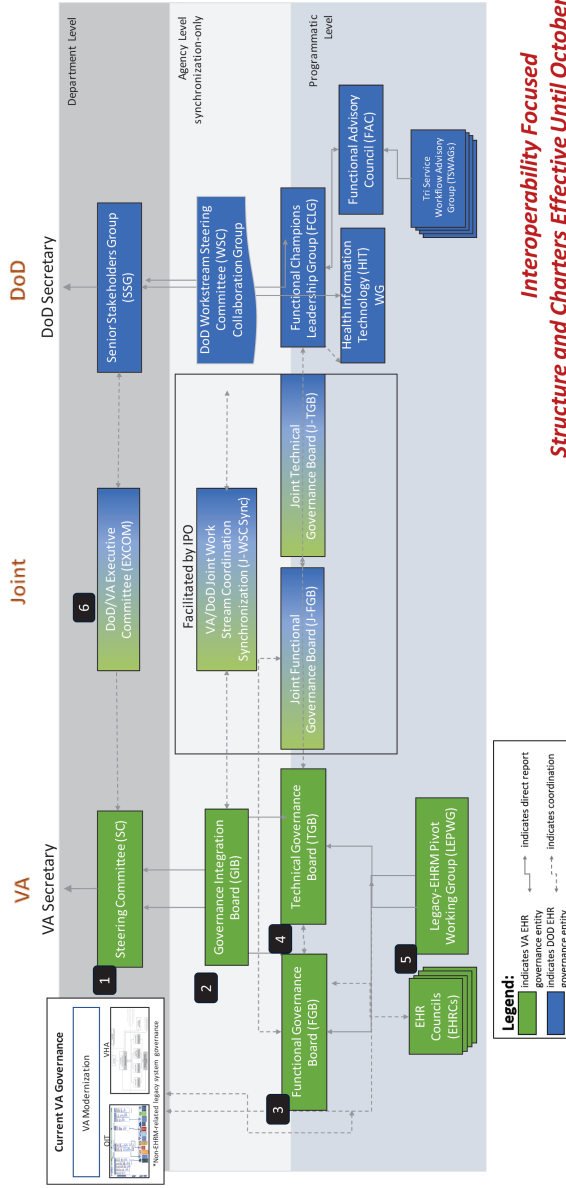 VA
Joint
DoD
VA Secretary
DoD Secretary
Department Level
Agency Level
synchronization-only
Programmatic
Level
Current VA Governance
VA Modernization
OIT
VHA
*Non-EHRM-related legacy system governance
1
Steering Committee (SC)
6
DoD/VA Executive
Committee (EXCOM)
Senior Stakeholders Group
(SSG)
2
Governance Integration
Board (GIB)
Facilitated by IPO
VA/DoD Joint Work
Stream Coordination
Synchronization (J-WSC Sync)
DoD Workstream Steering
Committee (WSC)
Collaboration Group
3
Functional Governance
Board (FGB)
4
Technical Governance
Board (TGB)
Joint Functional
Governance Board (J-FGB)
Joint Technical
Governance Board (J-TGB)
Functional Champions
Leadership Group (FCLG)
Health Information
Technology (HIT)
WG
Functional Advisory
Council (FAC)
Tri Service
Workflow Advisory
Group (TSWAGs)
EHR
Councils
(EHRCs)
5
Legacy-EHRM Pivot
Working Group (LEPWG)
Legend:
indicates VA EHR
governance entity
indicates DOD EHR
governance entity
indicates direct report
indicates coordination
Interoperability Focused
Structure and Charters Effective Until October